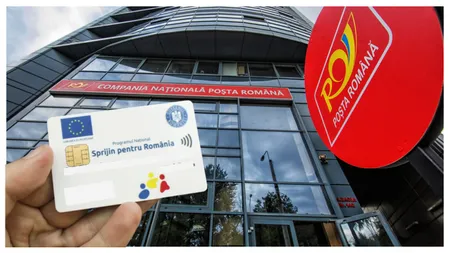 COMPANIA NAȚIONALĂ POȘTA ROMÂNĂ
POȘTA ROMÂNĂ
Programul Național
Sprijin pentru România